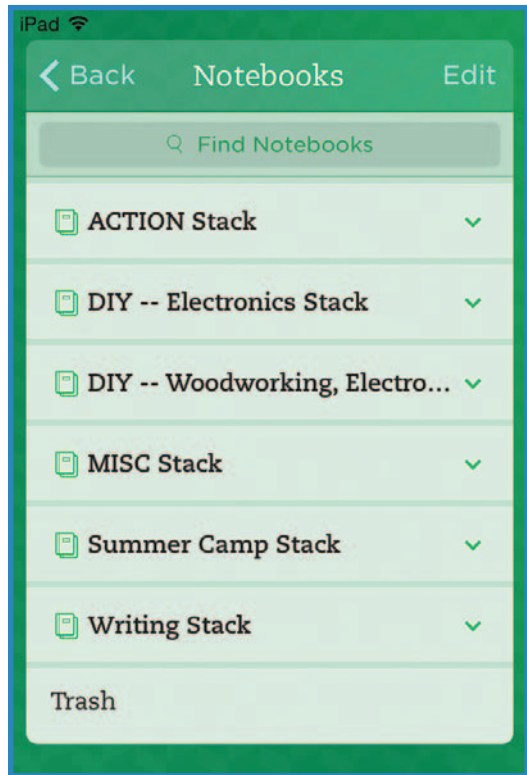 iPad
Back Notebooks Edit
Find Notebooks
ACTION Stack
DIY -- Electronics Stack
DIY -- Woodworking, Electro...
MISC Stack
Summer Camp Stack
Writing Stack
Trash